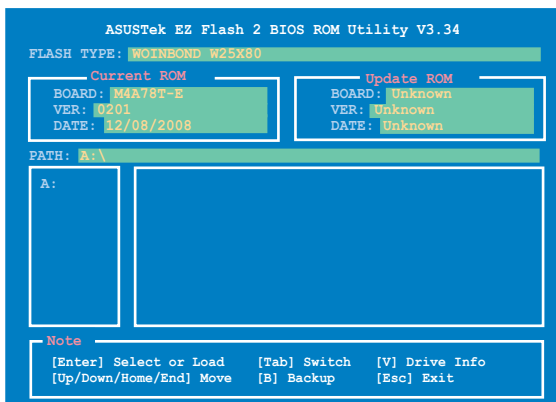 ASUSTek EZ Flash 2 BIOS ROM Utility V3.34
FLASH TYPE: WOINBOND W25X80
Current ROM
BOARD: M4A78T-E
VER: 0201
DATE: 12/08/2008
Update ROM
BOARD: Unknown
VER: Unknown
DATE: Unknown
PATH: A:\
A:
Note
[Enter] Select or Load [Tab] Switch [V] Drive Info
[Up/Down/Home/End] Move [B] Backup [Esc] Exit